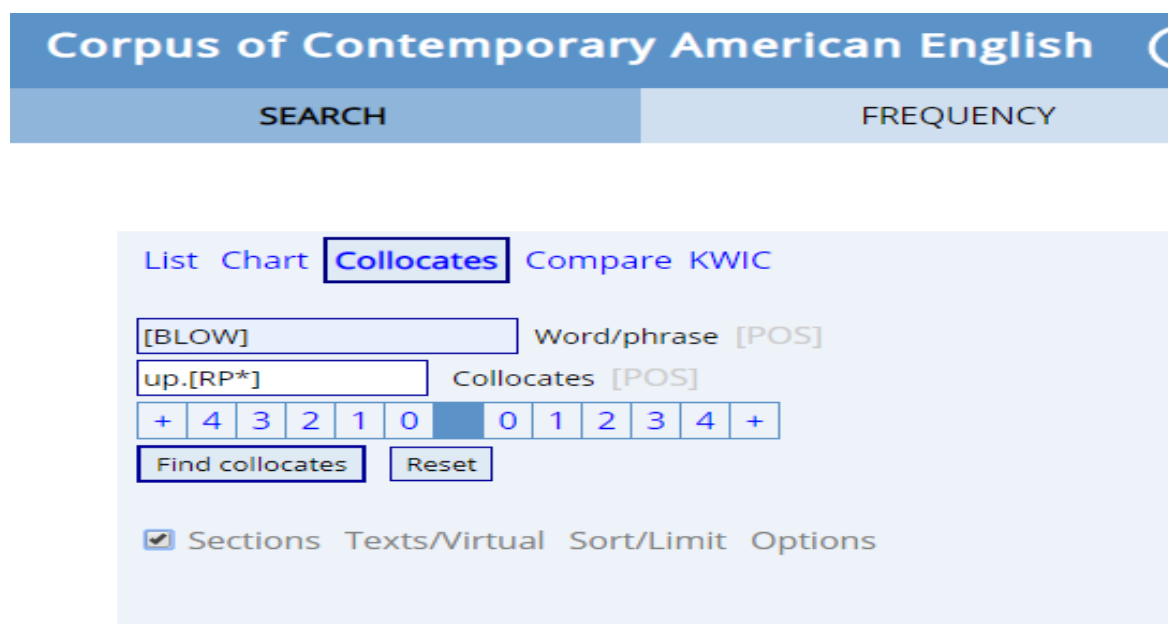 Corpus of Contemporary American English
SEARCH FREQUENCY
List Chart Collocates Compare KWIC
[BLOW] Word/phrase [POS]
up.[RP*] Collocates [POS]
+ 4 3 2 1 0 0 1 2 3 4 +
Find collocates Reset
Sections Texts/Virtual Sort/Limit Options